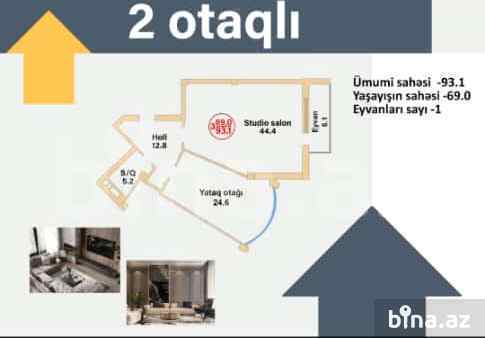 2 otaqlı
Ümumi sahəsi -93.1
Yaşayışın sahəsi -69.0
Eyvanları sayı -1
69.0
93.1
Studio salon
44.4
Eyvan
6.1
Holl
12.8
S/Q
5.2
Yataq otağı
24.6
bina.az